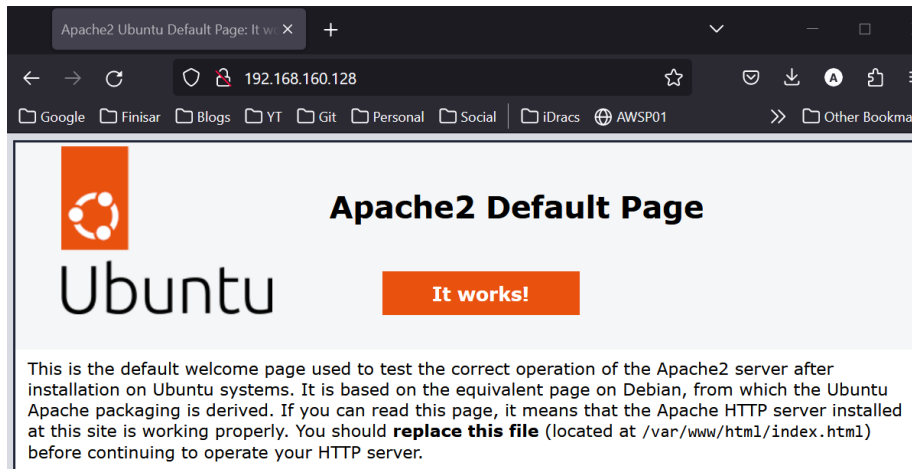 Apache2 Ubuntu Default Page: It wo
192.168.160.128
A
Google Finisar Blogs YT Git Personal Social iDracs AWSP01 Other Bookma
Apache2 Default Page
Ubuntu
It works!
This is the default welcome page used to test the correct operation of the Apache2 server after
installation on Ubuntu systems. It is based on the equivalent page on Debian, from which the Ubuntu
Apache packaging is derived. If you can read this page, it means that the Apache HTTP server installed
at this site is working properly. You should replace this file (located at /var/www/html/index.html)
before continuing to operate your HTTP server.